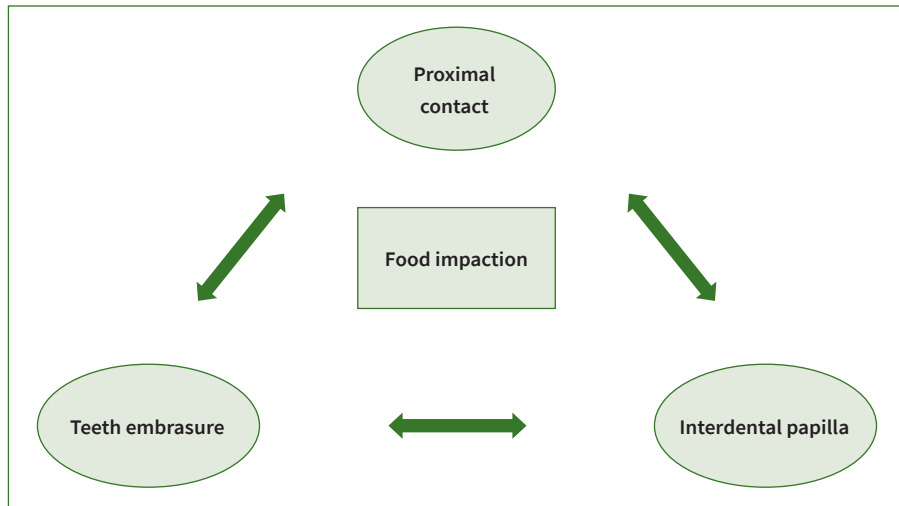 Proximal
contact
Food impaction
Teeth embrasure
Interdental papilla